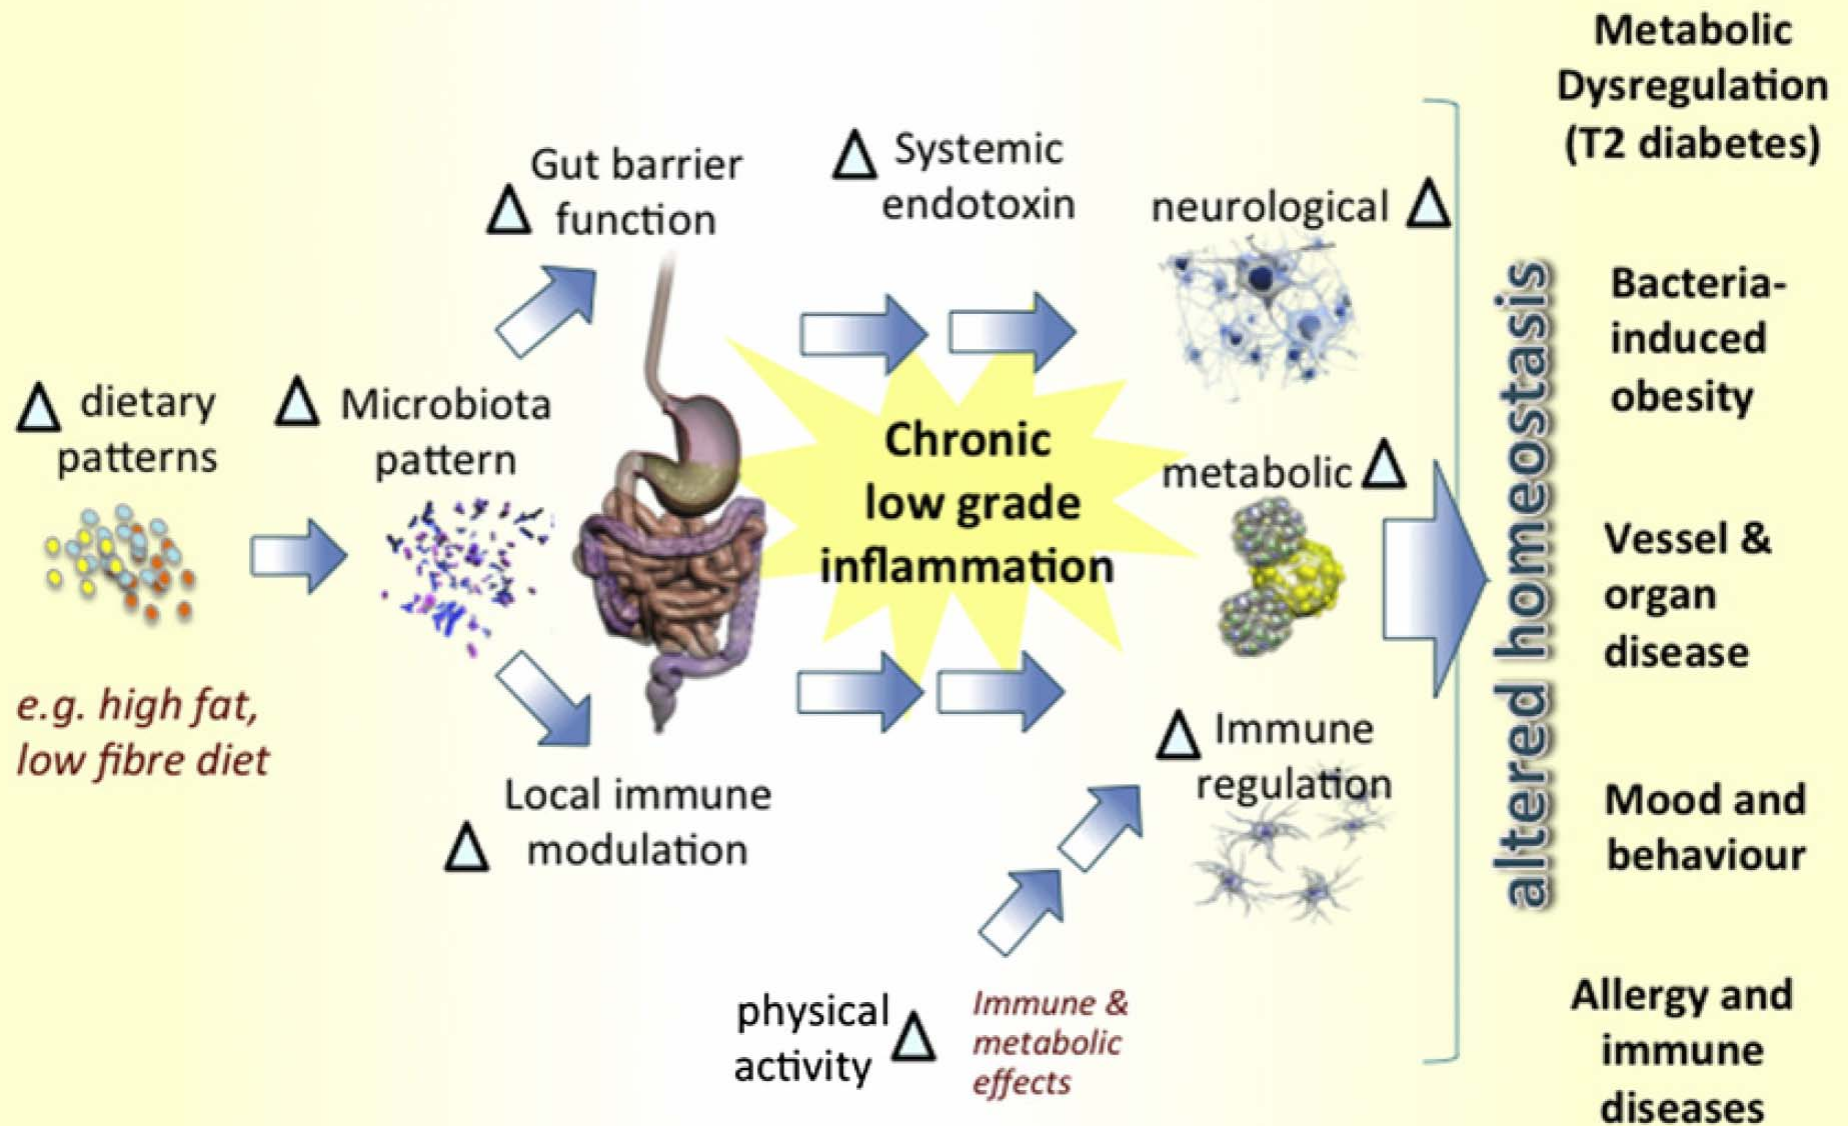 Δ dietary
patterns
e.g. high fat,
low fibre diet
Δ Microbiota
pattern
Gut barrier
Δ function
Local immune
Δ modulation
Δ Systemic
endotoxin
Chronic
low grade
inflammation
physical
activity Δ
Immune &
metabolic
effects
neurological Δ
metabolic Δ
Δ Immune
regulation
altered homeostasis
Metabolic
Dysregulation
(T2 diabetes)
Bacteria-
induced
obesity
Vessel &
organ
disease
Mood and
behaviour
Allergy and
immune
diseases